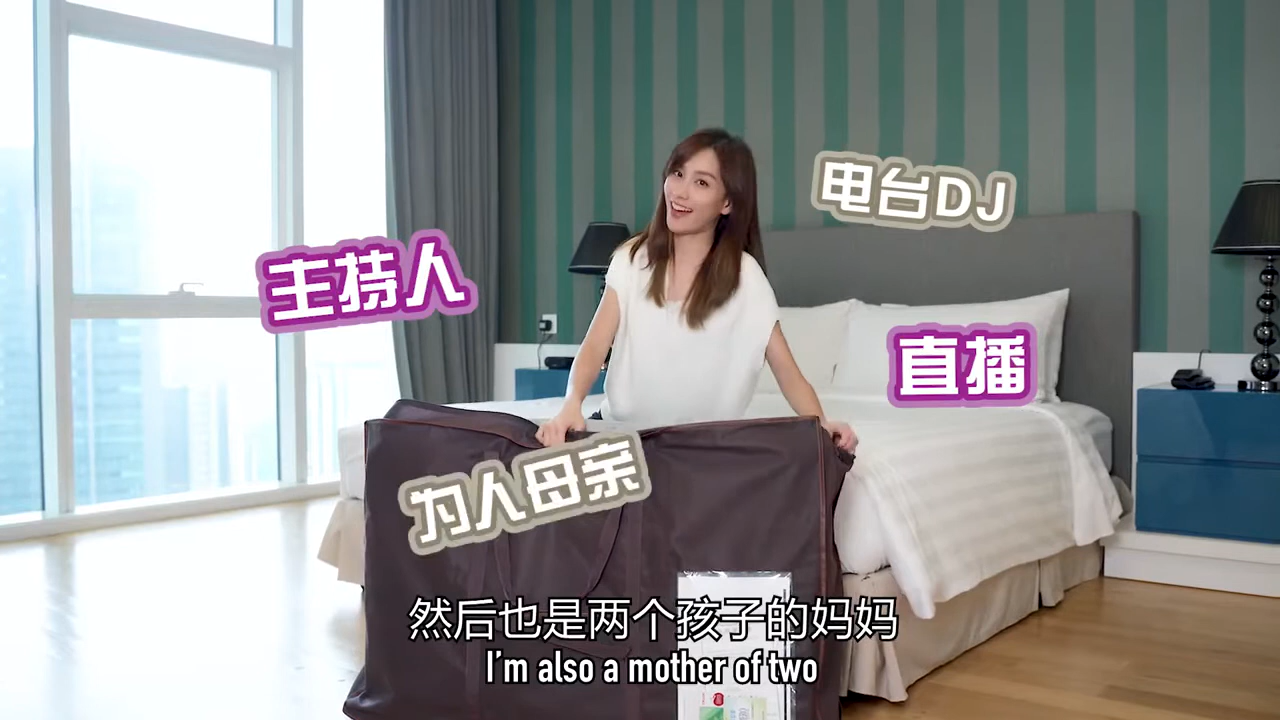 电台DJ
主持人
直播
为人母亲
然后也是两个孩子的妈妈
I'm also a mother of two